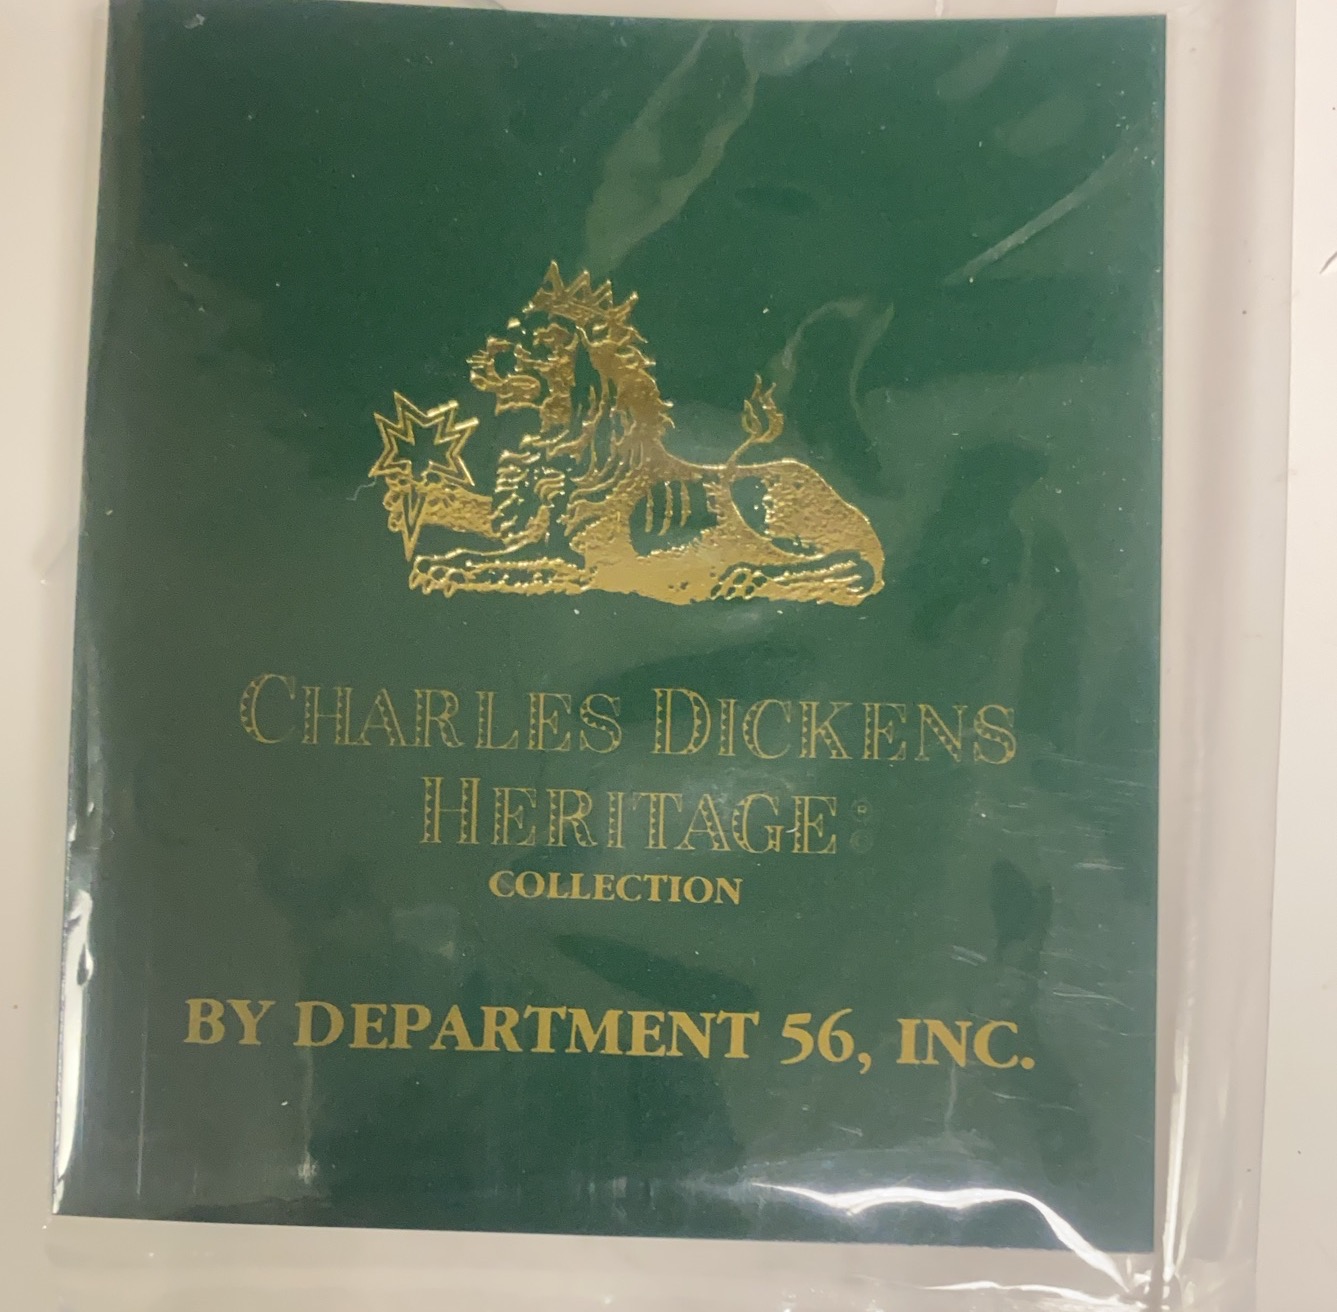 CHARLES DICKENS
HERITAGE®
COLLECTION
BY DEPARTMENT 56, INC.